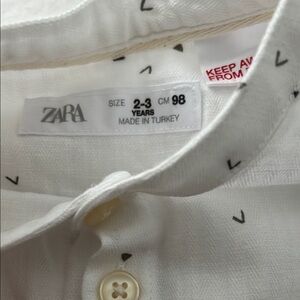 ZARA
SIZE 2-3 CM 98
YEARS
MADE IN TURKEY
KEEP AW
FROM